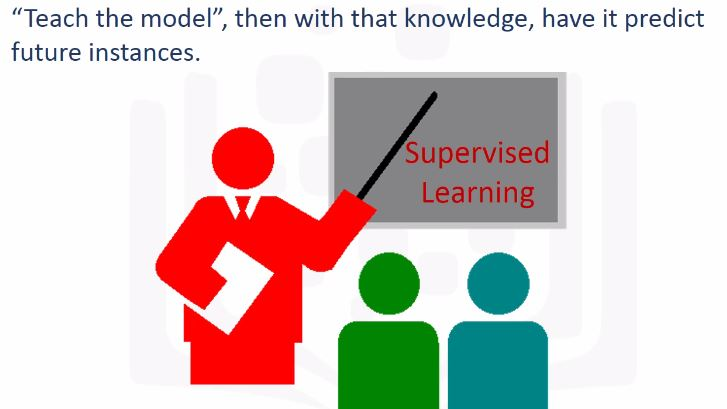 “Teach the model”, then with that knowledge, have it predict
future instances.
Supervised
Learning